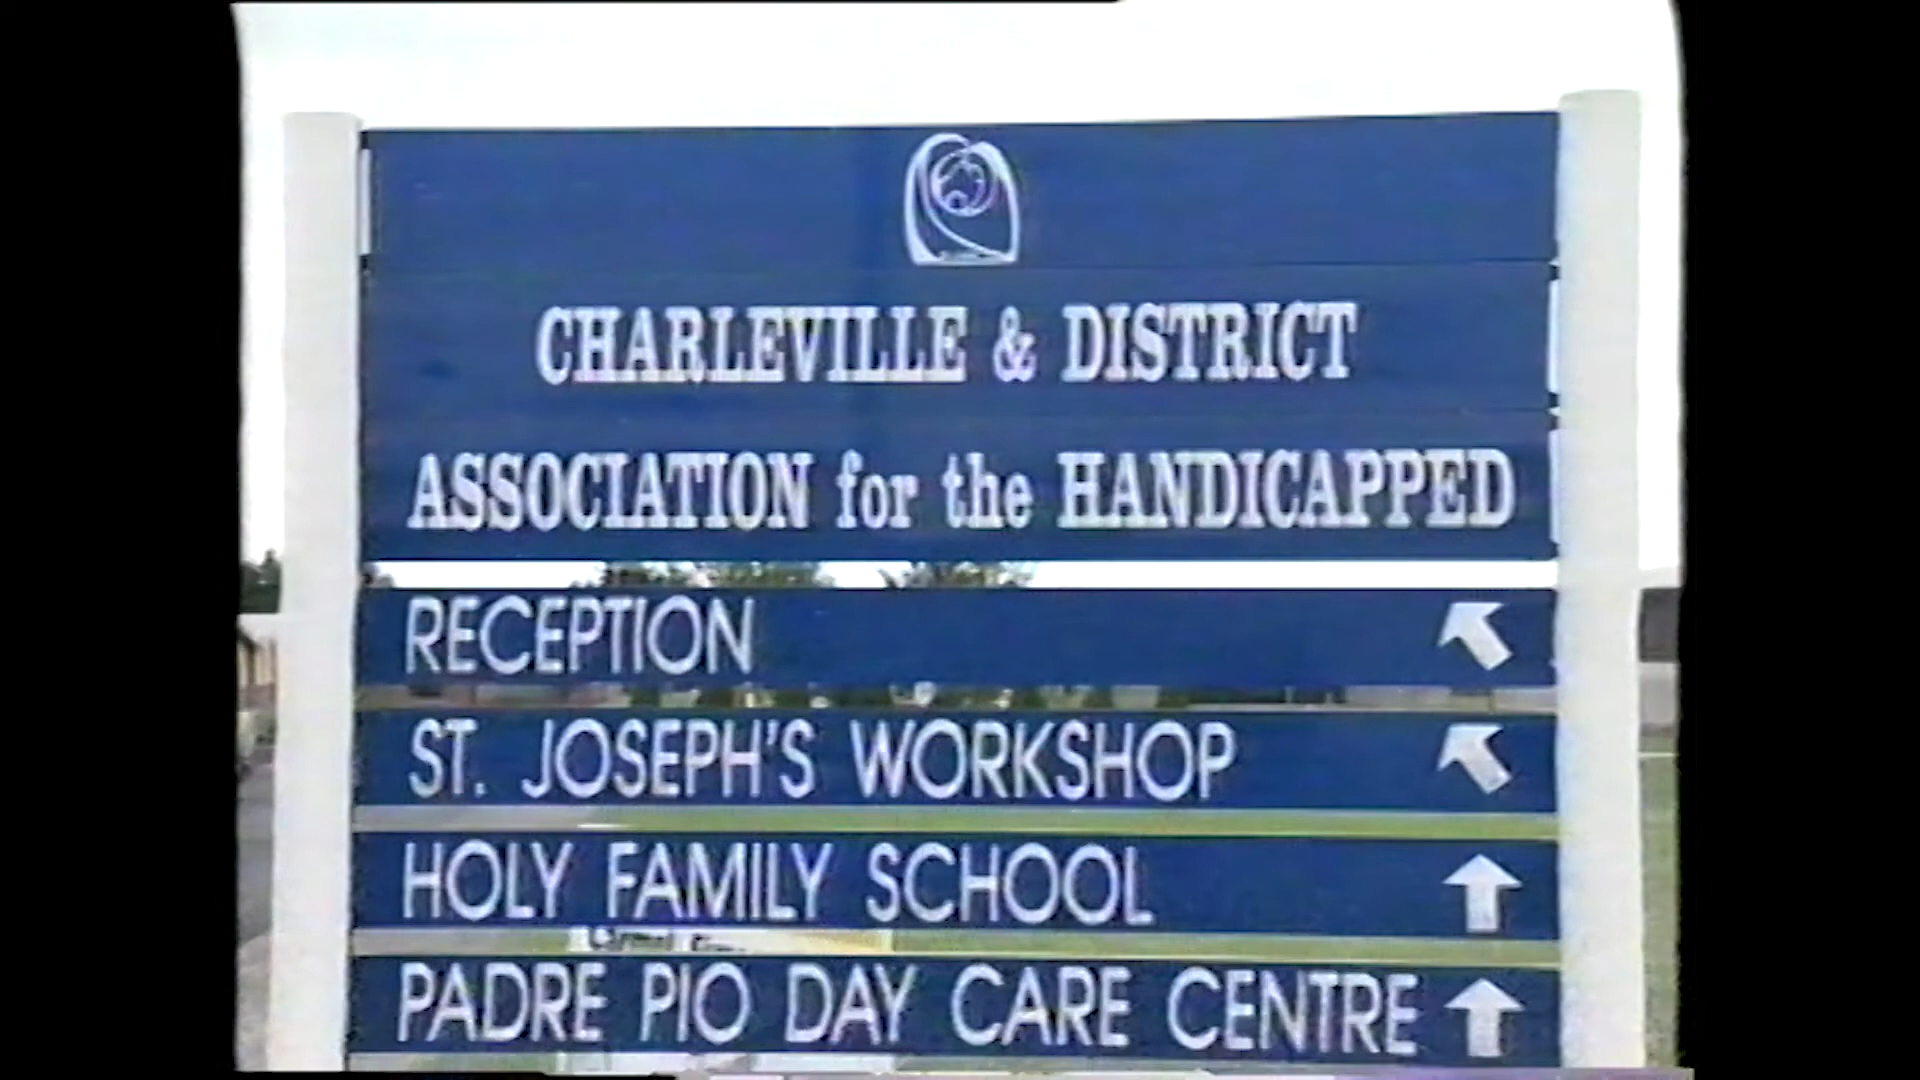 CHARLEVILLE & DISTRICT
ASSOCIATION for the HANDICAPPED
RECEPTION
ST. JOSEPH'S WORKSHOP
HOLY FAMILY SCHOOL
PADRE PIO DAY CARE CENTRE